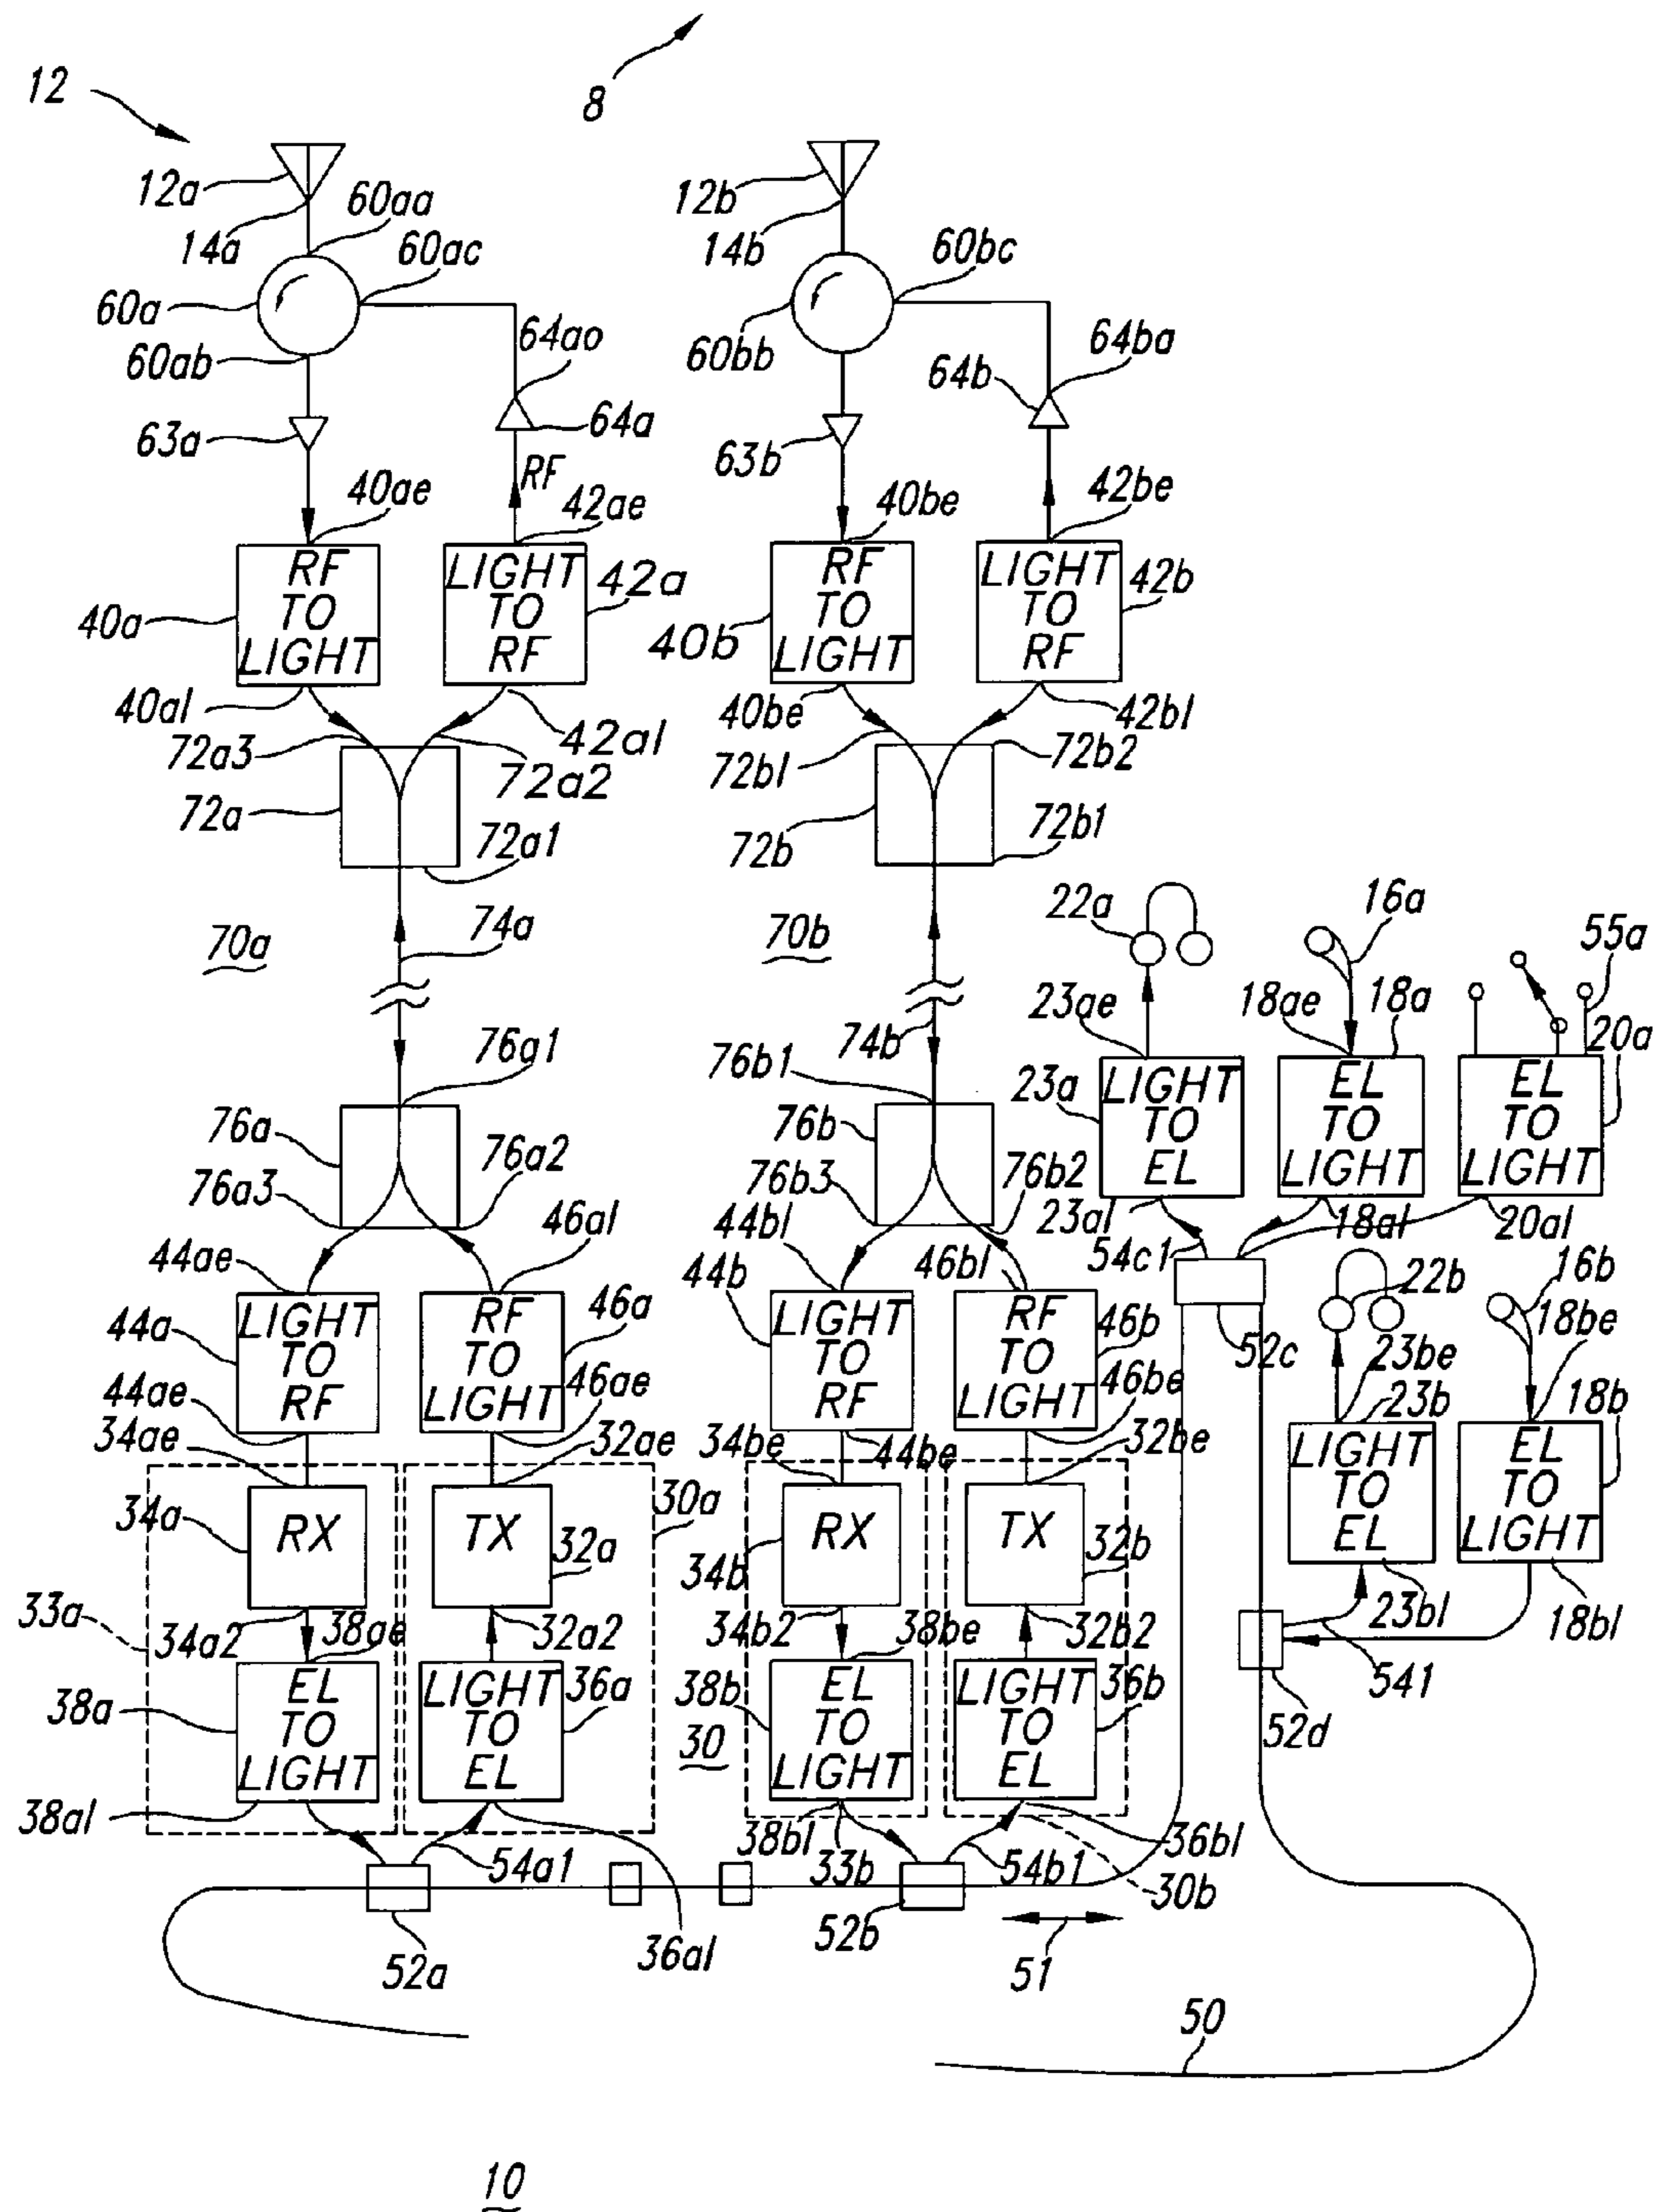 8
12
12a
14a
60aa
60ac
60a
60ab
64ao
64a
63a
RF
40ae
42ae
RF
TO
LIGHT
40a
LIGHT
TO
RF
42a
40al
42al
72a3
72a2
72a
72a1
70a
74a
12b
14b
60bc
60bb
64ba
64b
63b
40be
42be
RF
TO
LIGHT
40b
LIGHT
TO
RF
42b
40be
42bl
72bl
72b2
72b
72b1
70b
74b
76a1
76a
76a2
76a3
46al
44ae
LIGHT
TO
RF
44a
RF
TO
LIGHT
46a
44ae
46ae
34ae
32ae
30a
34a
RX
TX
32a
33a
34a2
38ae
32a2
38a
EL
TO
LIGHT
LIGHT
TO
EL
36a
38al
54a1
52a
36al
76b1
76b
76b3
76b2
44bl
46bl
44b
LIGHT
TO
RF
RF
TO
LIGHT
46b
46be
34be
44be
32be
RX
TX
34b
32b
34b2
38be
32b2
38b
EL
TO
LIGHT
LIGHT
TO
EL
36b
30
38bl
33b
54b1
36bl
30b
52b
51
22a
16a
55a
23ae
18ae
18a
20a
23a
LIGHT
TO
EL
EL
TO
LIGHT
EL
TO
LIGHT
23al
18al
20al
54c1
52c
22b
16b
18be
23be
23b
18b
LIGHT
TO
EL
EL
TO
LIGHT
23bl
18bl
541
52d
50
10